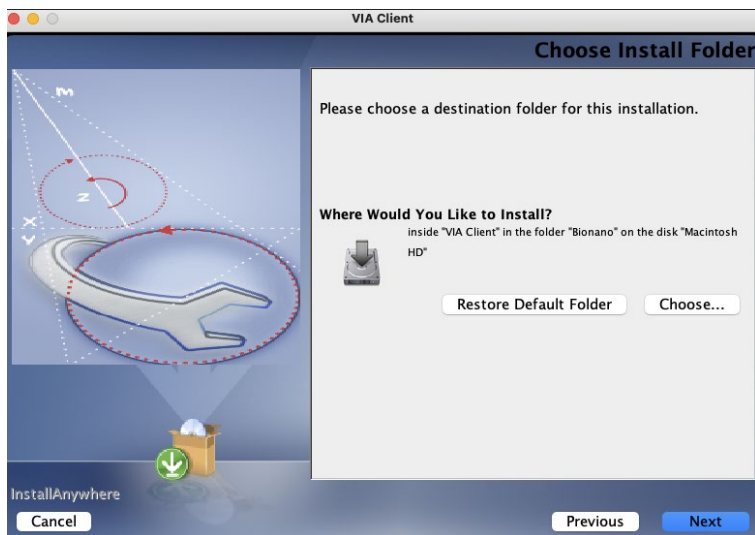 VIA Client
Choose Install Folder
Please choose a destination folder for this installation.
Where Would You Like to Install?
inside "VIA Client" in the folder "Bionano" on the disk "Macintosh
HD"
Restore Default Folder
Choose...
m
N
X
Y
InstallAnywhere
Cancel
Previous
Next